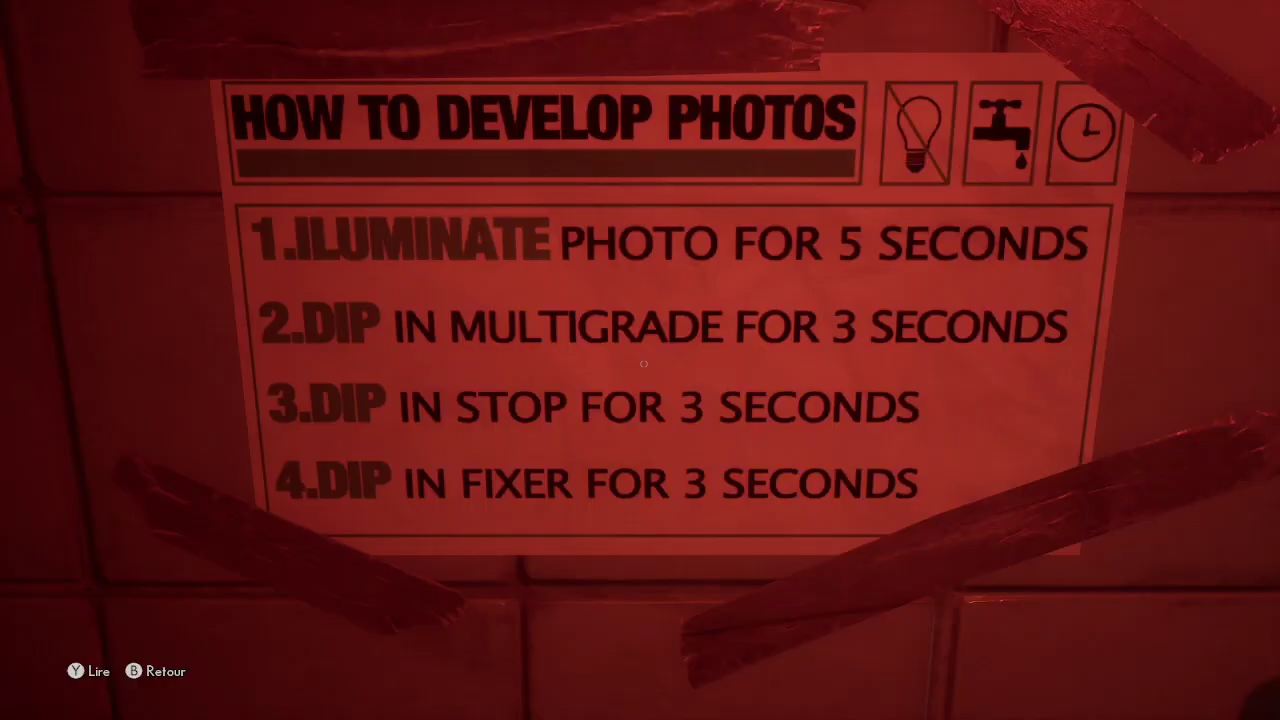 HOW TO DEVELOP PHOTOS
1.ILUMINATE PHOTO FOR 5 SECONDS
2.DIP IN MULTIGRADE FOR 3 SECONDS
3.DIP IN STOP FOR 3 SECONDS
4.DIP IN FIXER FOR 3 SECONDS
Y Lire B Retour